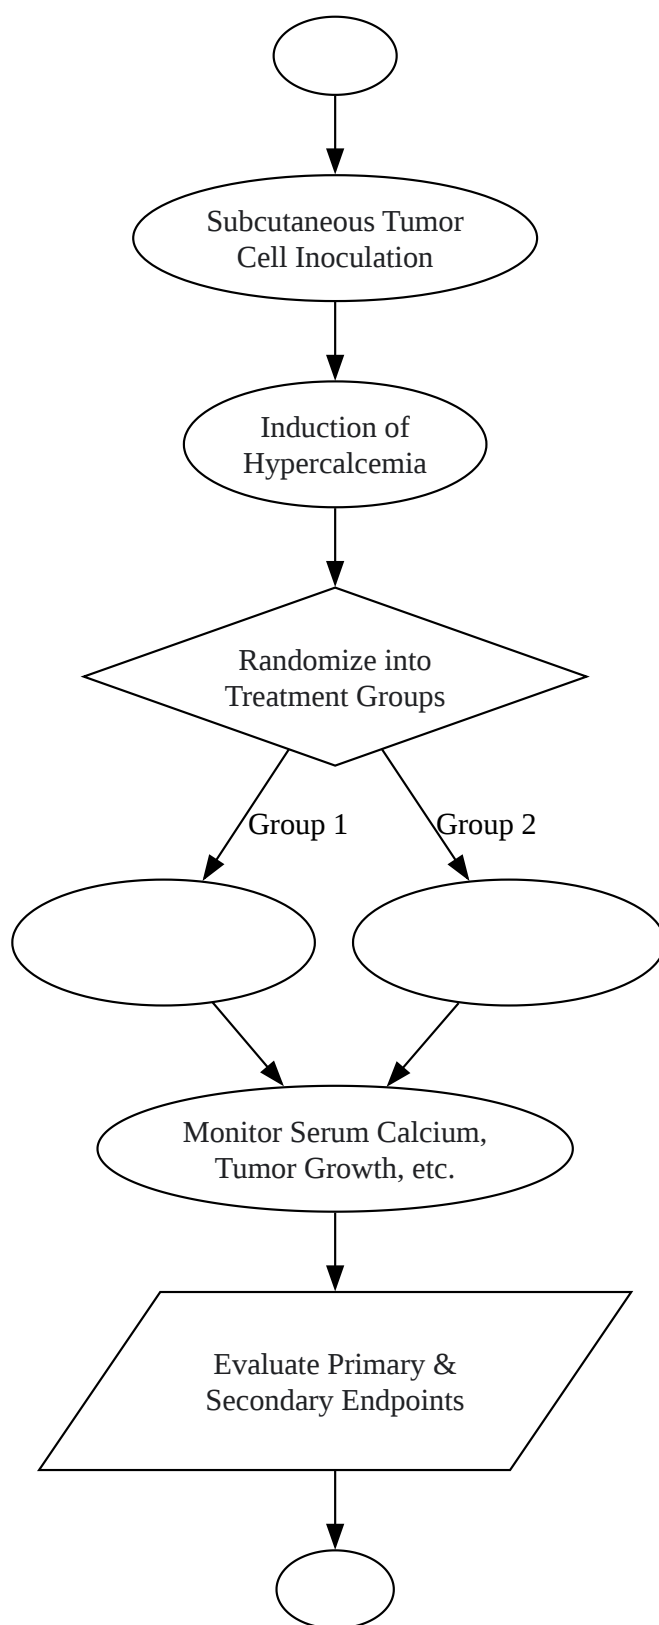 Subcutaneous Tumor
Cell Inoculation
Induction of
Hypercalcemia
Randomize into
Treatment Groups
Group 1
Group 2
Monitor Serum Calcium,
Tumor Growth, etc.
Evaluate Primary &
Secondary Endpoints